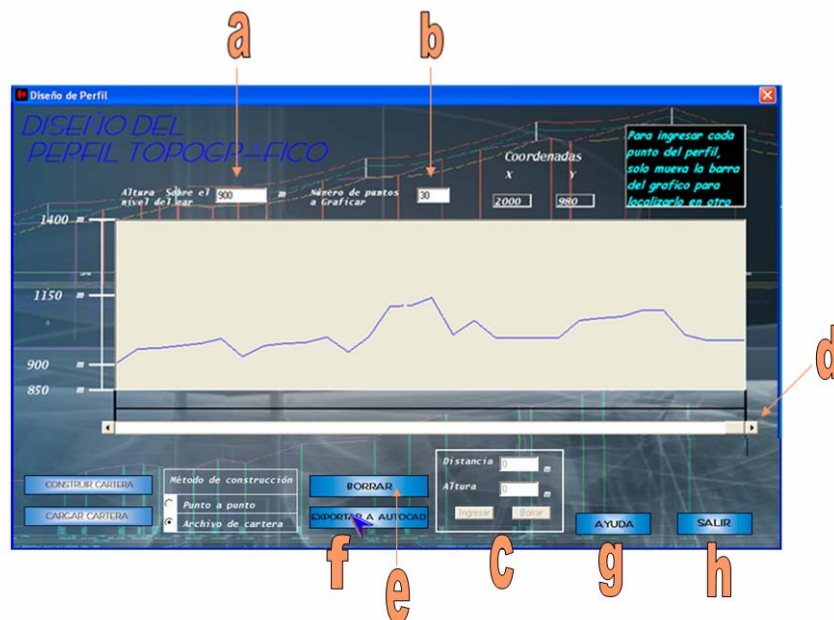 a
b
Diseño de Perfil
DISEÑO DEL
PERFIL TOPOGRAFICO
Coordenadas
X Y
Para ingresar cada
punto del perfil,
solo mueva la barra
del grafico para
localizarlo en otro
Altura Sobre el
nivel del mar
900 m
Número de puntos
a Graficar
30
2000 980
1400 m
1150 m
900 m
850 m
d
CONSTRUIR CARTERA
CARGAR CARTERA
Método de construcción
Punto a punto
Archivo de cartera
BORRAR
EXPORTAR A AUTOCAD
Distancia 0 m
Altura 0 m
Ingresar Borrar
AYUDA
SALIR
f
e
c
g
h